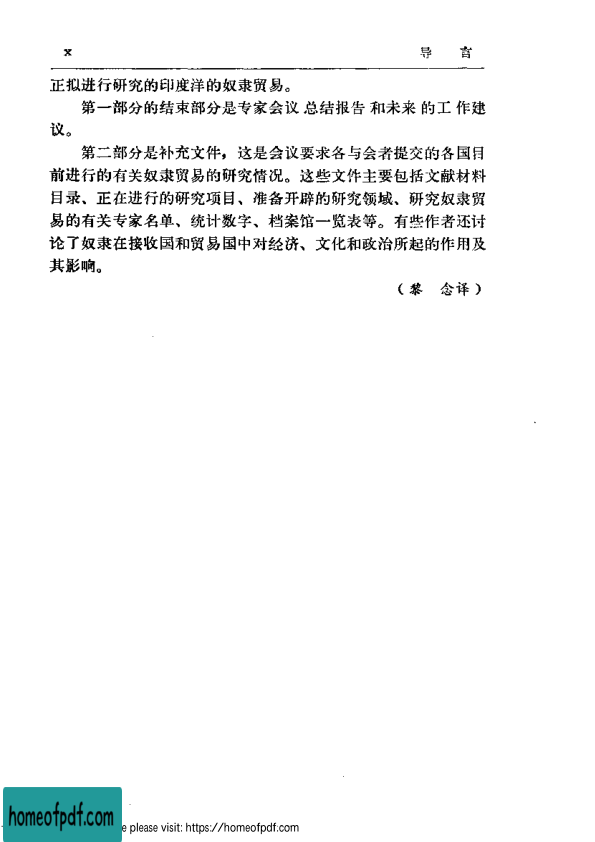 x 导 言
正拟进行研究的印度洋的奴隶贸易。
第一部分的结束部分是专家会议总结报告和未来的工作建
议。
第二部分是补充文件，这是会议要求各与会者提交的各国目
前进行的有关奴隶贸易的研究情况。这些文件主要包括文献材料
目录、正在进行的研究项目、准备开辟的研究领域、研究奴隶贸
易的有关专家名单、统计数字、档案馆一览表等。有些作者还讨
论了奴隶在接收国和贸易国中对经济、文化和政治所起的作用及
其影响。
（黎 念译）
homeofpdf.com
please visit: https://homeofpdf.com